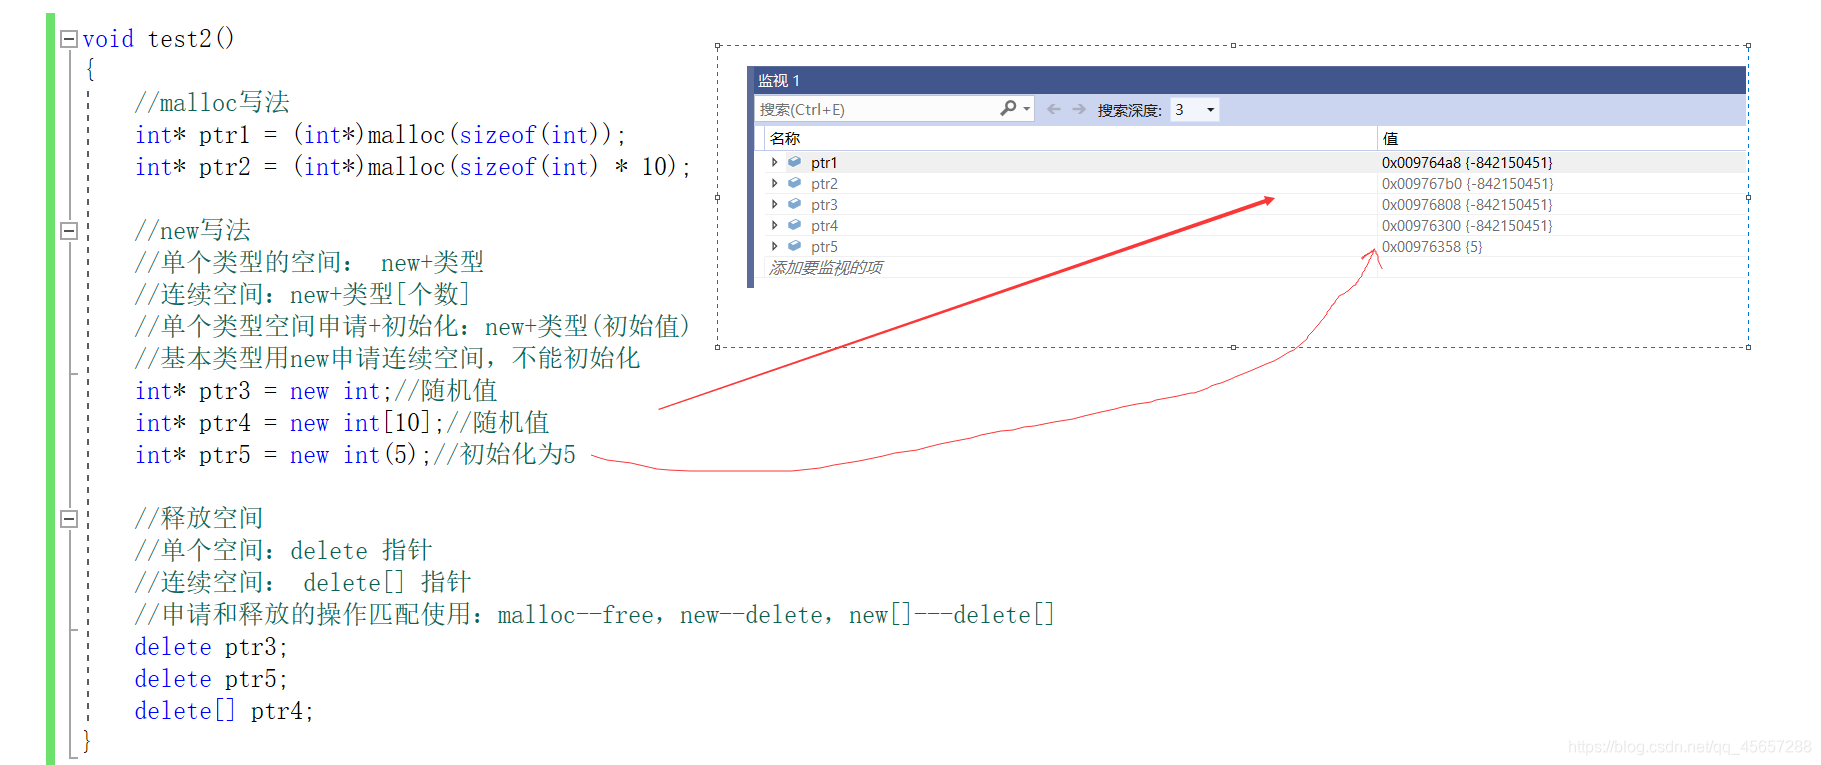 void test2()
{
//malloc写法
int* ptr1 = (int*)malloc(sizeof(int));
int* ptr2 = (int*)malloc(sizeof(int) * 10);
//new写法
//单个类型的空间： new+类型
//连续空间：new+类型[个数]
//单个类型空间申请+初始化：new+类型(初始值)
//基本类型用new申请连续空间，不能初始化
int* ptr3 = new int;//随机值
int* ptr4 = new int[10];//随机值
int* ptr5 = new int(5);//初始化为5
//释放空间
//单个空间：delete 指针
//连续空间： delete[] 指针
//申请和释放的操作匹配使用：malloc--free，new--delete，new[]---delete[]
delete ptr3;
delete ptr5;
delete[] ptr4;
}
监视 1
搜索(Ctrl+E) 搜索深度: 3
名称 值
ptr1 0x009764a8 {-842150451}
ptr2 0x009767b0 {-842150451}
ptr3 0x00976808 {-842150451}
ptr4 0x00976300 {-842150451}
ptr5 0x00976358 {5}
添加要监视的项
https://blog.csdn.net/qq_45657288